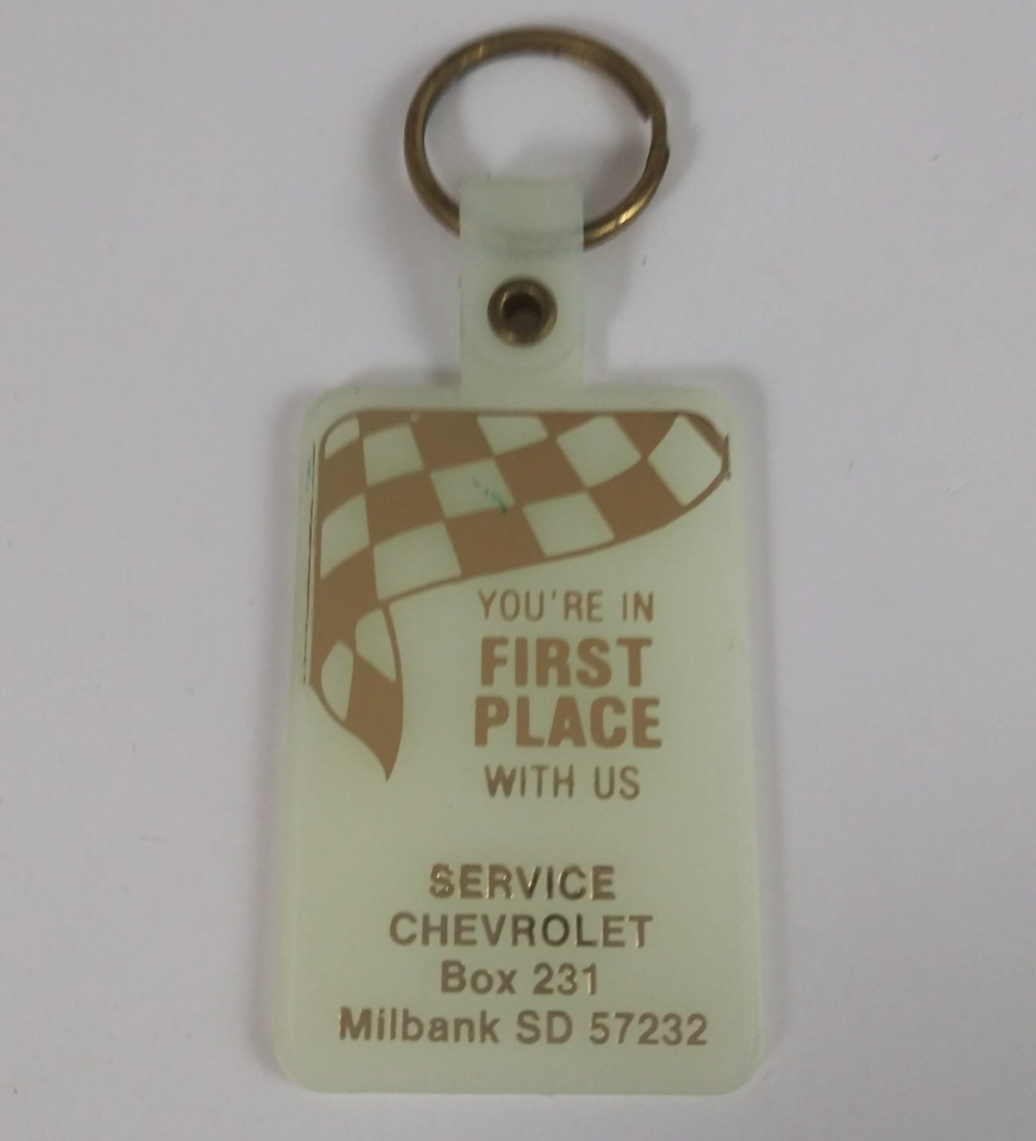 YOU'RE IN
FIRST
PLACE
WITH US
SERVICE
CHEVROLET
Box 231
Milbank SD 57232